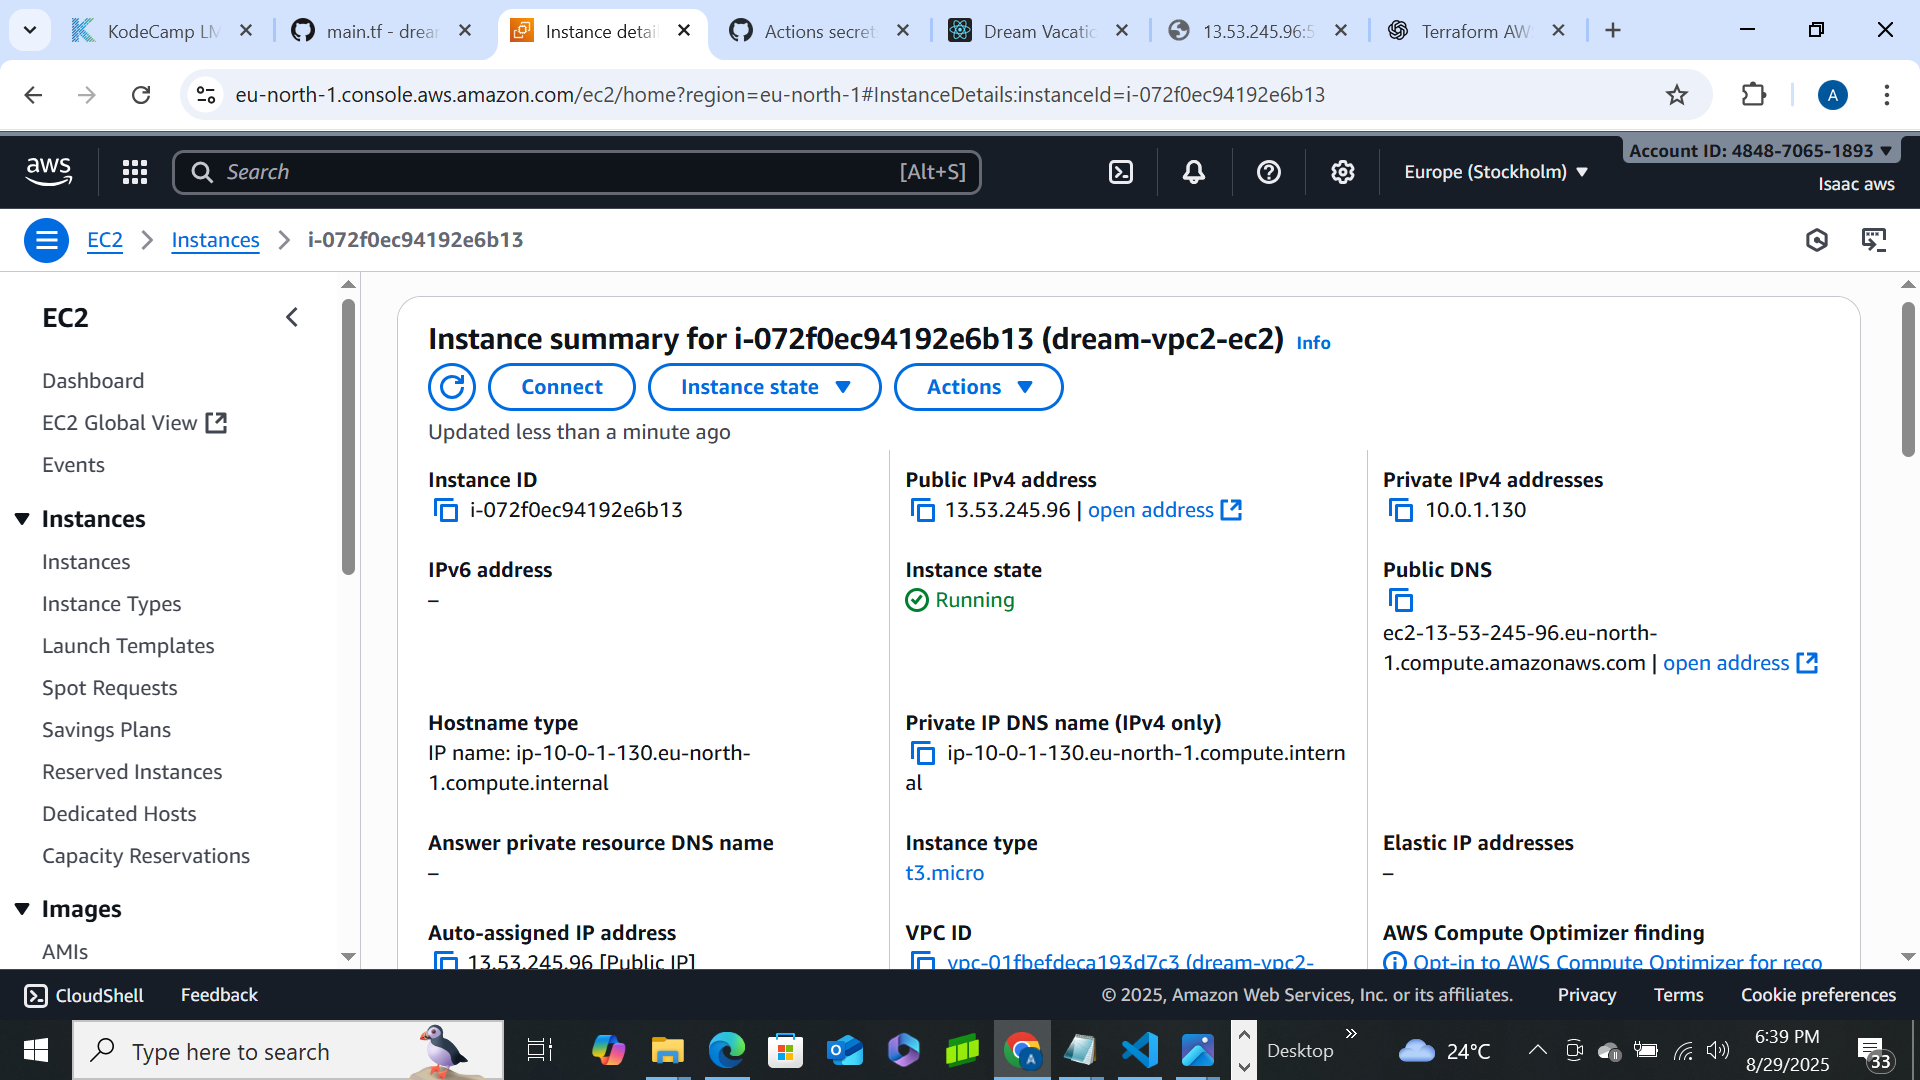 KodeCamp LM
main.tf - drear
Instance detail
Actions secret
Dream Vacatio
13.53.245.96:5
Terraform AW
eu-north-1.console.aws.amazon.com/ec2/home?region=eu-north-1#InstanceDetails:instanceId=i-072f0ec94192e6b13
A
aws
Search
[Alt+S]
Europe (Stockholm)
Account ID: 4848-7065-1893
Isaac aws
EC2
Instances
i-072f0ec94192e6b13
EC2
Dashboard
EC2 Global View
Events
Instances
Instances
Instance Types
Launch Templates
Spot Requests
Savings Plans
Reserved Instances
Dedicated Hosts
Capacity Reservations
Images
AMIs
Instance summary for i-072f0ec94192e6b13 (dream-vpc2-ec2) Info
Connect
Instance state
Actions
Updated less than a minute ago
Instance ID
i-072f0ec94192e6b13
Public IPv4 address
13.53.245.96 | open address
Private IPv4 addresses
10.0.1.130
IPv6 address
–
Instance state
Running
Public DNS
ec2-13-53-245-96.eu-north-
1.compute.amazonaws.com | open address
Hostname type
IP name: ip-10-0-1-130.eu-north-
1.compute.internal
Private IP DNS name (IPv4 only)
ip-10-0-1-130.eu-north-1.compute.intern
al
Answer private resource DNS name
–
Instance type
t3.micro
Elastic IP addresses
–
Auto-assigned IP address
13.53.245.96 [Public IP]
VPC ID
vpc-01fbefdeca193d7c3 (dream-vpc2-
AWS Compute Optimizer finding
Opt-in to AWS Compute Optimizer for reco
CloudShell
Feedback
© 2025, Amazon Web Services, Inc. or its affiliates.
Privacy
Terms
Cookie preferences
Type here to search
Desktop
24°C
6:39 PM
8/29/2025
33